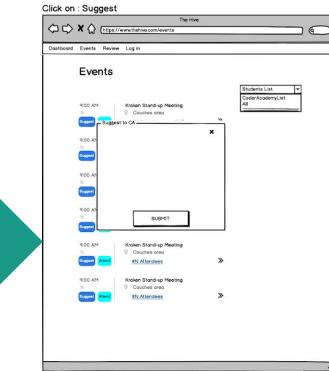 Click on : Suggest
The Hive
https://www.thehive.com/events
Dashboard Events Review Log in
Events
Students List
CoderAcademyList
All
9:00 AM Kroken Stand-up Meeting
Couches area
Suggest
Suggest to CA
9:00 AM
Suggest
9:00 AM
Suggest
9:00 AM
SUBMIT
Suggest
9:00 AM Kroken Stand-up Meeting
Couches area
Suggest Attend #N Attendees
9:00 AM Kroken Stand-up Meeting
Couches area
Suggest Attend #N Attendees